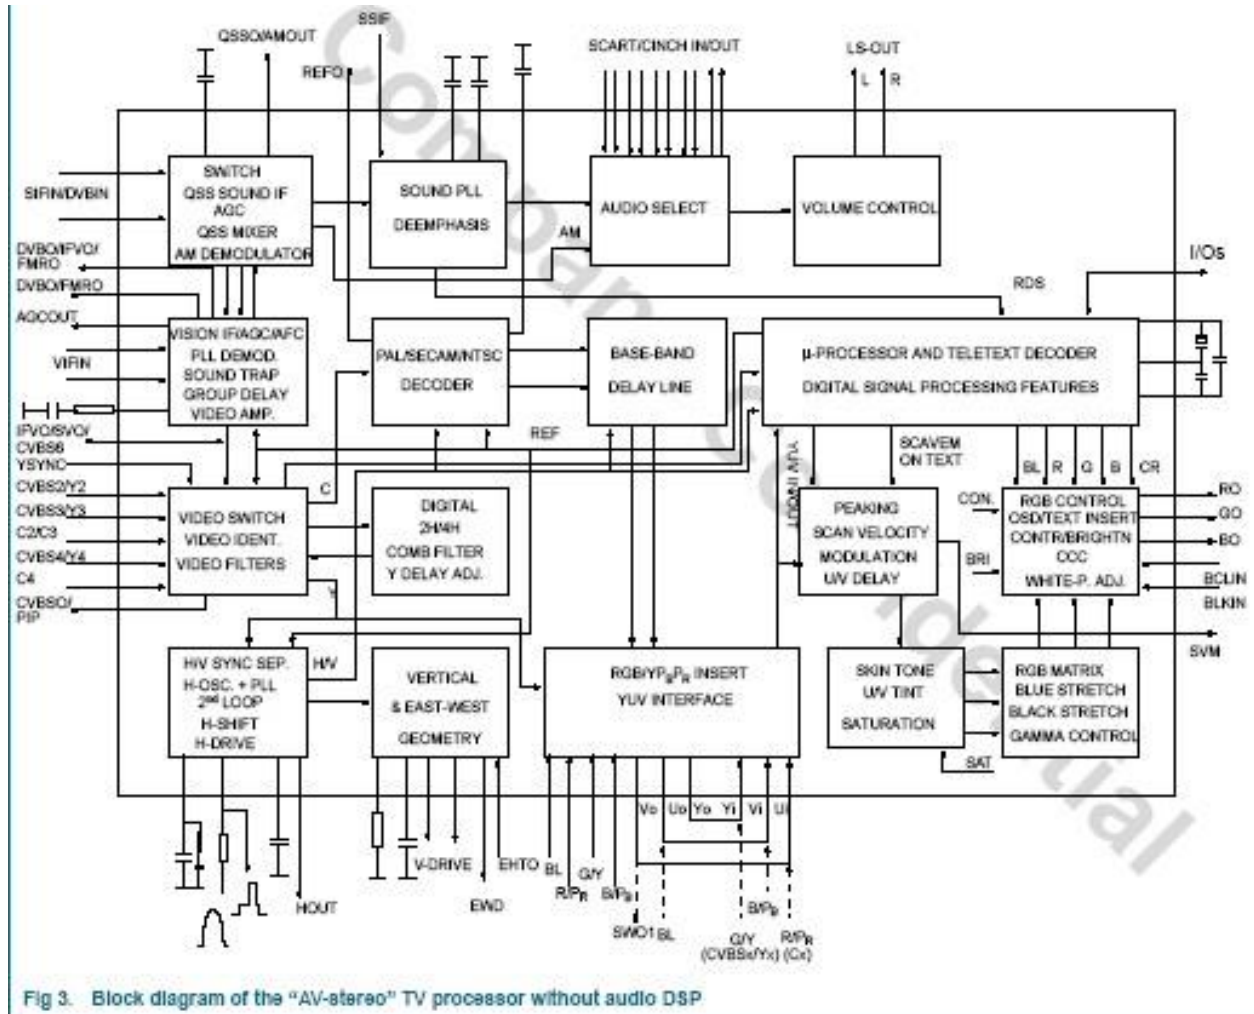 SSIF
QSSO/AMOUT
REFO
SCART/CINCH IN/OUT
LS-OUT
L
R
SWITCH
QSS SOUND IF
AGC
QSS MIXER
AM DEMODULATOR
SOUND PLL
DEEMPHASIS
AUDIO SELECT
VOLUME CONTROL
SIFIN/DVBIN
AM
DVBO/IFVO/
FMRO
DVBO/FMRO
AGCOUT
VIFIN
I/Os
RDS
VISION IF/AGC/AFC
PLL DEMOD.
SOUND TRAP
GROUP DELAY
VIDEO AMP.
PAL/SECAM/NTSC
DECODER
BASE-BAND
DELAY LINE
µ-PROCESSOR AND TELETEXT DECODER
DIGITAL SIGNAL PROCESSING FEATURES
IFVO/SVO/
CVBS6
YSYNC
CVBS2/Y2
CVBS3/Y3
C2/C3
CVBS4/Y4
C4
CVBSO/
PIP
REF
YUV IN/OUT
SCAVEM
ON TEXT
BL
R
G
B
CR
C
VIDEO SWITCH
VIDEO IDENT.
VIDEO FILTERS
DIGITAL
2H/4H
COMB FILTER
Y DELAY ADJ.
PEAKING
SCAN VELOCITY
MODULATION
U/V DELAY
CON.
BRI
RGB CONTROL
OSD/TEXT INSERT
CONTR/BRIGHTN
CCC
WHITE-P. ADJ.
RO
GO
BO
BCLIN
BLKIN
SVM
Y
H/V SYNC SEP.
H-OSC. + PLL
2nd LOOP
H-SHIFT
H-DRIVE
H/V
VERTICAL
& EAST-WEST
GEOMETRY
RGB/YPBPR INSERT
YUV INTERFACE
SKIN TONE
U/V TINT
SATURATION
RGB MATRIX
BLUE STRETCH
BLACK STRETCH
GAMMA CONTROL
SAT
Vo
Uo
Yo
Yi
Vi
Ui
HOUT
V-DRIVE
EWD
EHTO
BL
R/PR
G/Y
B/PB
SWO1
BL
G/Y
(CVBSx/Yx)
B/PB
R/PR
(Cx)
Company Confidential
Fig 3. Block diagram of the “AV-stereo” TV processor without audio DSP